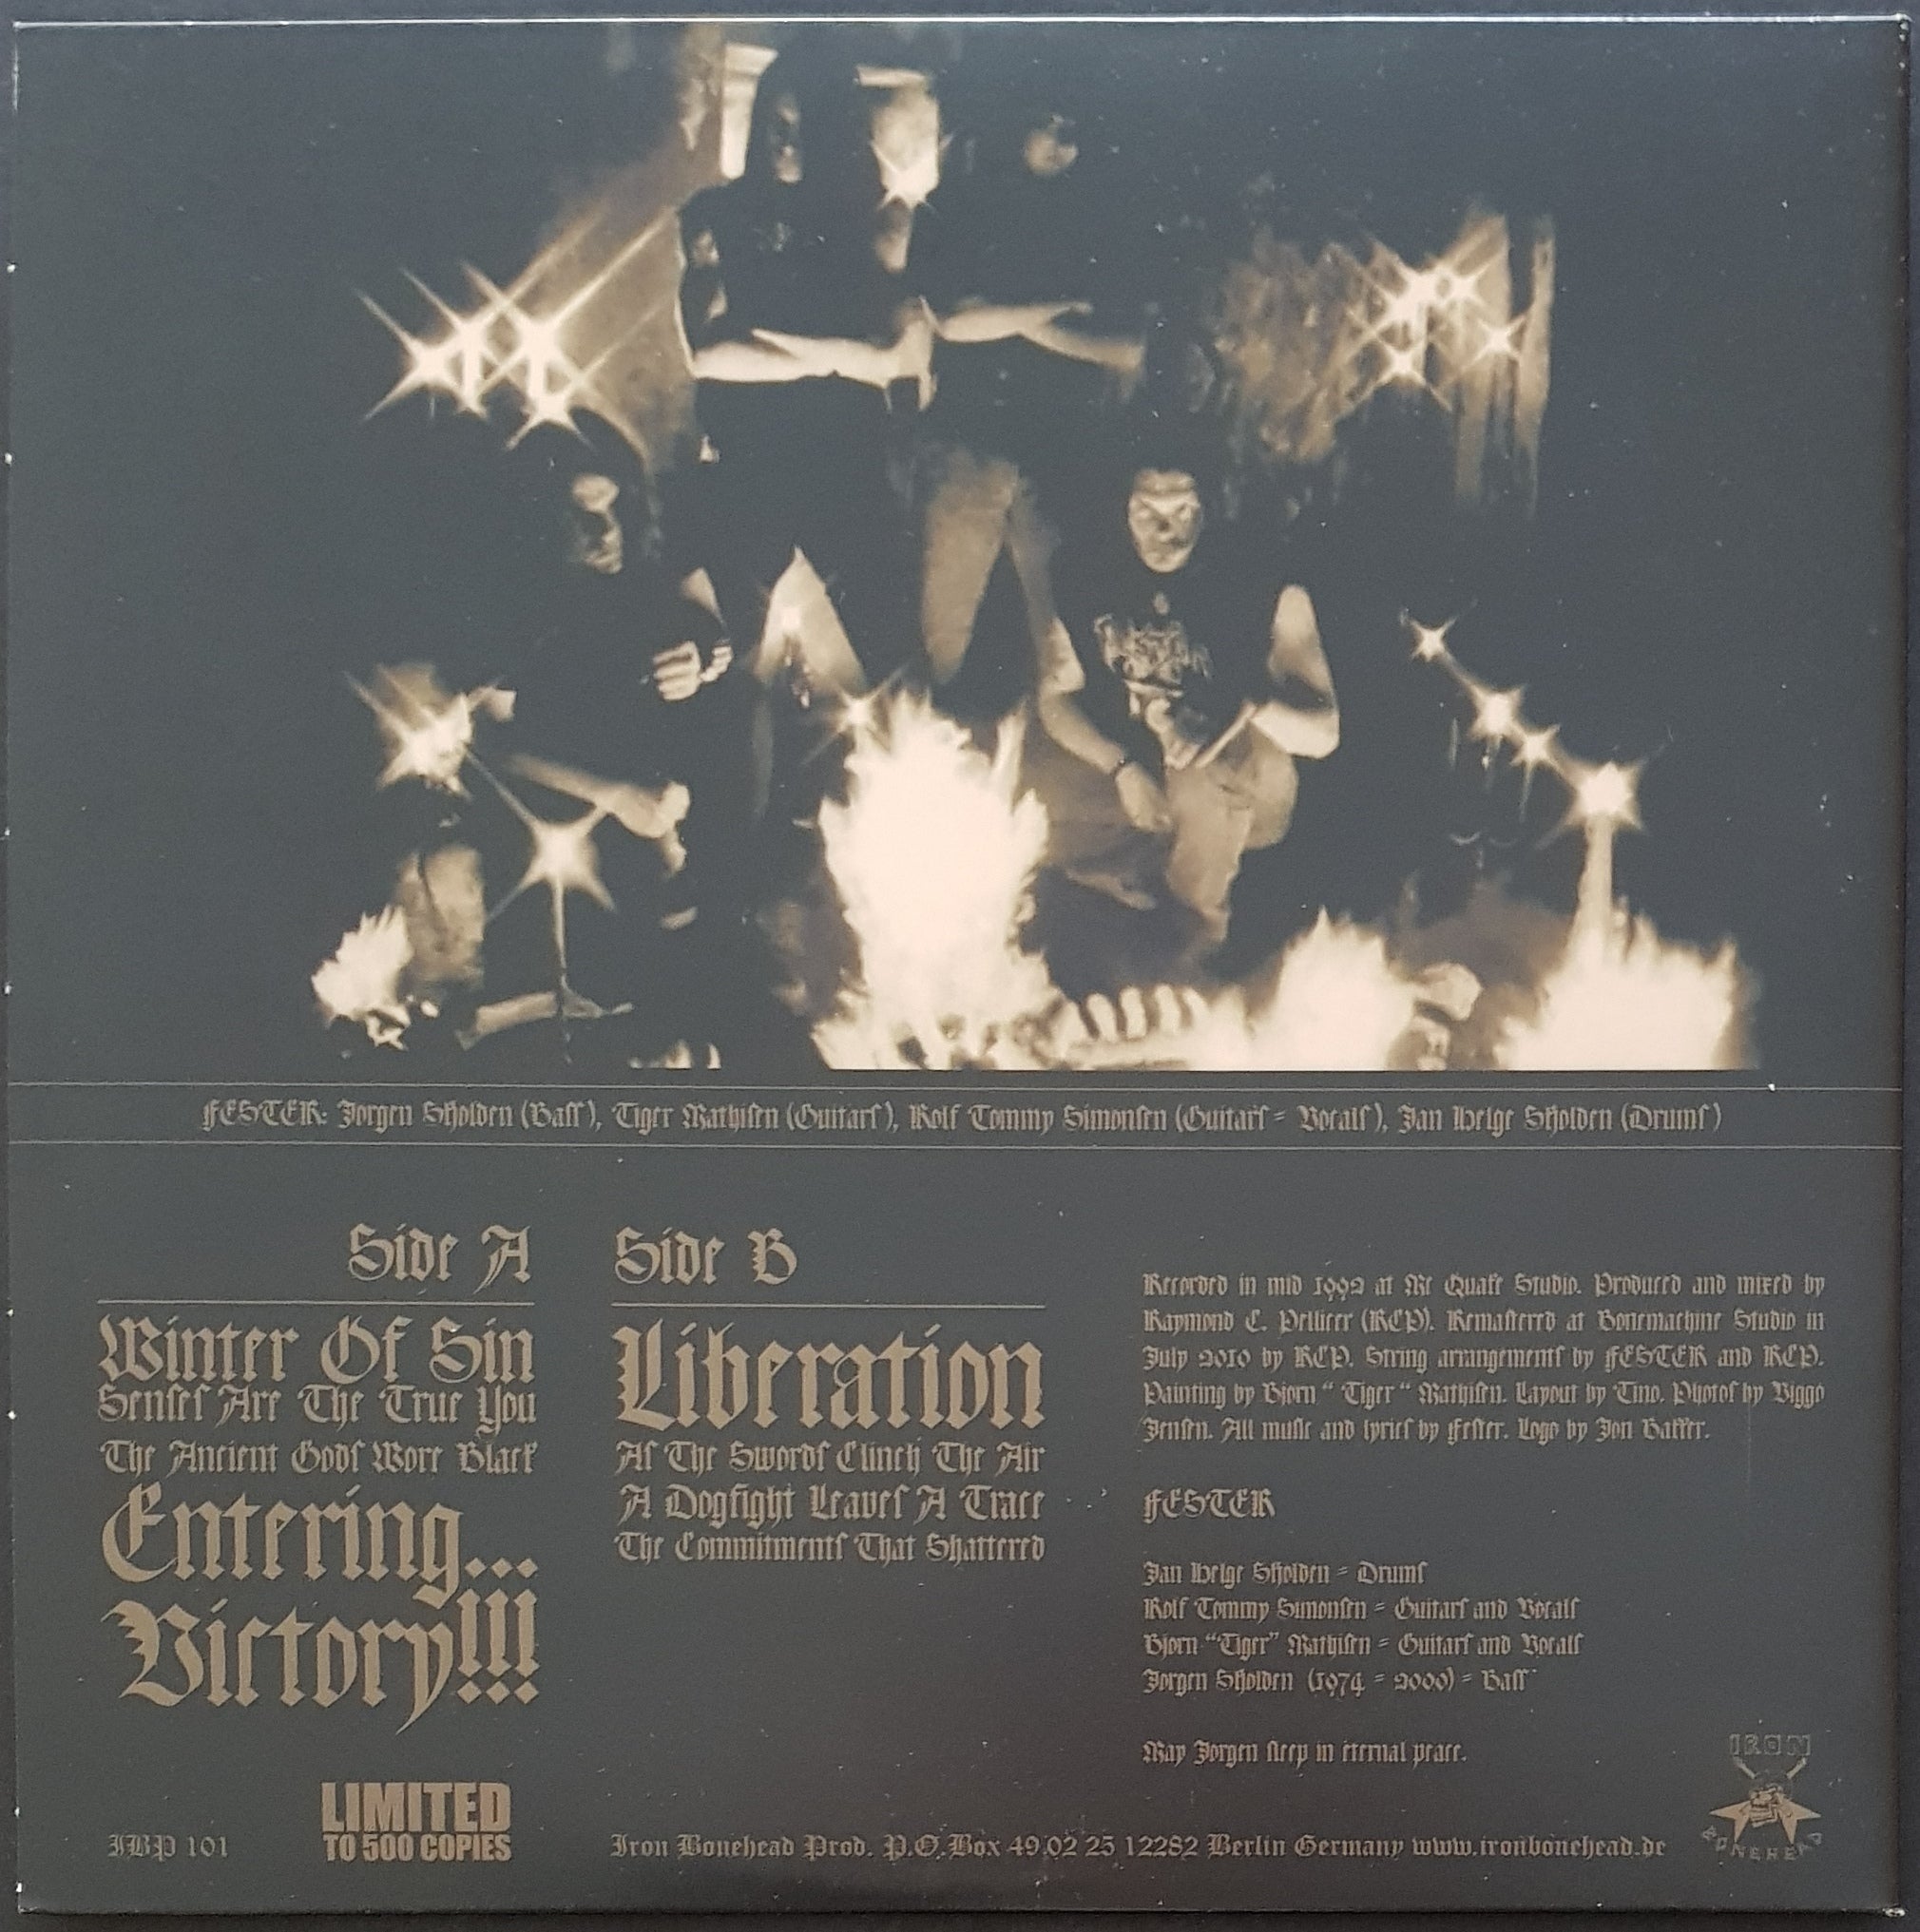 FESTER: Jorgen Skjolden (Bass), Tiger Mathisen (Guitars), Rolf Tommy Simonsen (Guitars - Vocals), Jan Helge Skjolden (Drums)
Side A
Winter Of Sin
Senses Are The True You
The Ancient Gods Wore Black
Entering...
Victory!!!
Side B
Liberation
As The Swords Clinch The Air
A Dogfight Leaves A Trace
The Commitments That Shattered
Recorded in mid 1992 at Mc Quake Studio. Produced and mixed by
Raymond C. Pellicer (RCP). Remasterred at Bonemachine Studio in
July 2010 by RCP. String arrangements by FESTER and RCP.
Painting by Bjorn " Tiger " Mathisen. Layout by Tino. Photos by Viggo
Jensen. All music and lyrics by Fester. Logo by Jon Bakker.
FESTER
Jan Helge Skjolden - Drums
Rolf Tommy Simonsen - Guitars and Vocals
Bjorn "Tiger" Mathisen - Guitars and Vocals
Jorgen Skjolden (1974 - 2000) - Bass
May Jorgen sleep in eternal peace.
IBP 101
LIMITED
TO 500 COPIES
Iron Bonehead Prod. P.O.Box 49 02 25 12282 Berlin Germany www.ironbonehead.de
IRON
BONEHEAD